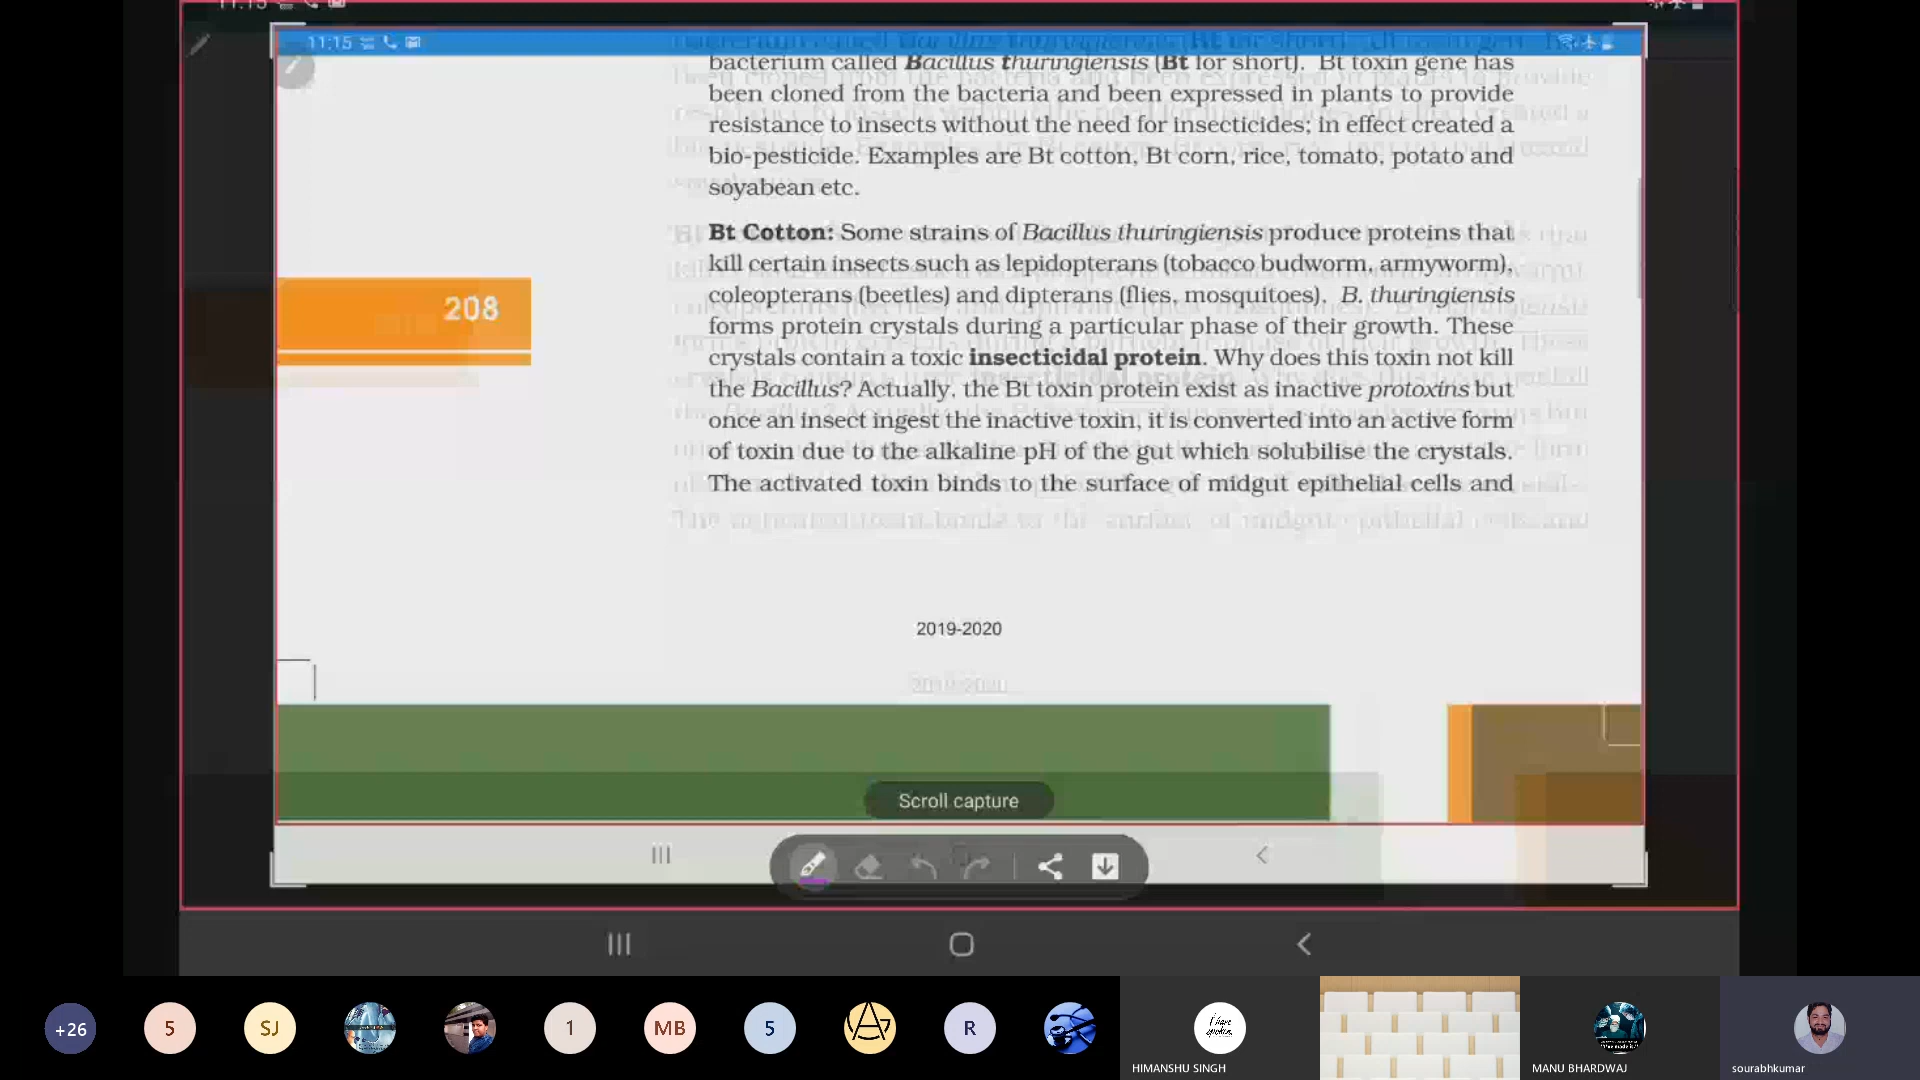 11:15
11:15
bacterium called Bacillus thuringiensis (Bt for short). Bt toxin gene has
been cloned from the bacteria and been expressed in plants to provide
resistance to insects without the need for insecticides; in effect created a
bio-pesticide. Examples are Bt cotton, Bt corn, rice, tomato, potato and
soyabean etc.
Bt Cotton: Some strains of Bacillus thuringiensis produce proteins that
kill certain insects such as lepidopterans (tobacco budworm, armyworm),
coleopterans (beetles) and dipterans (flies, mosquitoes). B. thuringiensis
forms protein crystals during a particular phase of their growth. These
crystals contain a toxic insecticidal protein. Why does this toxin not kill
the Bacillus? Actually, the Bt toxin protein exist as inactive protoxins but
once an insect ingest the inactive toxin, it is converted into an active form
of toxin due to the alkaline pH of the gut which solubilise the crystals.
The activated toxin binds to the surface of midgut epithelial cells and
208
2019-2020
Scroll capture
+26
5
SJ
1
MB
5
R
HIMANSHU SINGH
MANU BHARDWAJ
sourabhkumar